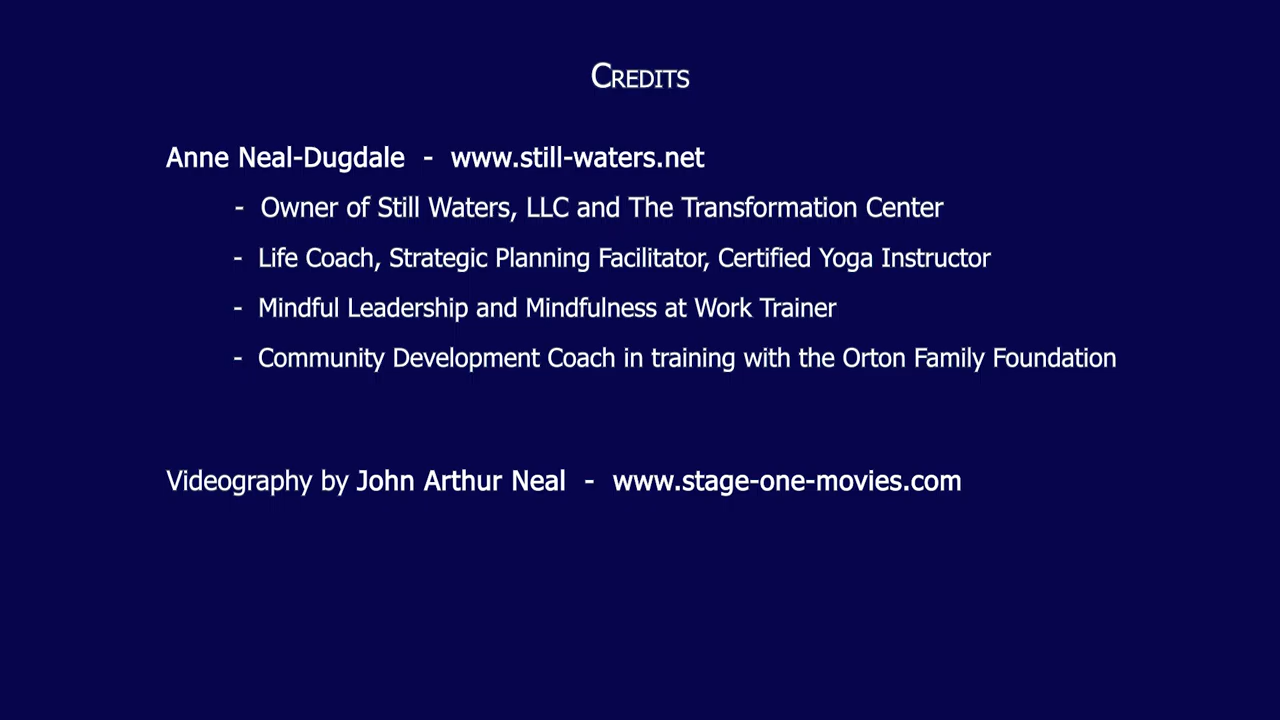 CREDITS
Anne Neal-Dugdale - www.still-waters.net
- Owner of Still Waters, LLC and The Transformation Center
- Life Coach, Strategic Planning Facilitator, Certified Yoga Instructor
- Mindful Leadership and Mindfulness at Work Trainer
- Community Development Coach in training with the Orton Family Foundation
Videography by John Arthur Neal - www.stage-one-movies.com